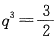 q³ = 3/2